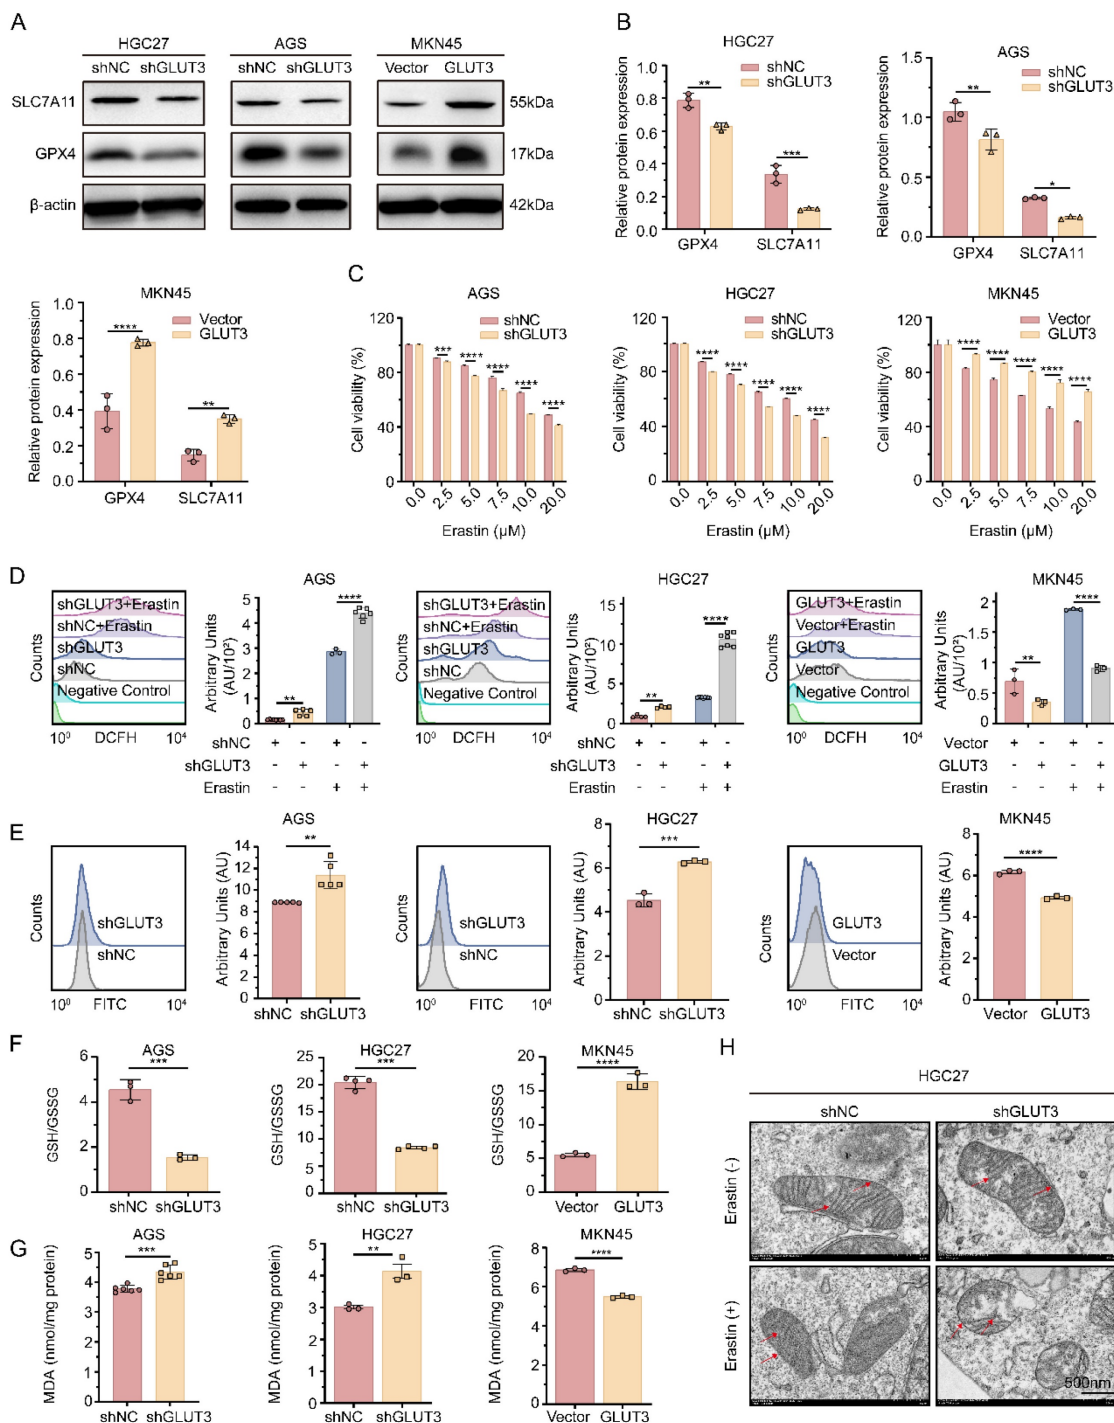 A
HGC27
AGS
MKN45
shNC shGLUT3
shNC shGLUT3
Vector GLUT3
SLC7A11
55kDa
GPX4
17kDa
β-actin
42kDa
B
HGC27
shNC
shGLUT3
Relative protein expression
1.0
0.8
0.6
0.4
0.2
0
**
***
GPX4
SLC7A11
AGS
shNC
shGLUT3
Relative protein expression
1.5
1.0
0.5
0.0
**
*
GPX4
SLC7A11
MKN45
Vector
GLUT3
Relative protein expression
1.0
0.8
0.6
0.4
0.2
0.0
****
**
GPX4
SLC7A11
C
AGS
shNC
shGLUT3
Cell viability (%)
120
80
40
0
*** **** **** **** ****
0.0 2.5 5.0 7.5 10.0 20.0
Erastin (μM)
HGC27
shNC
shGLUT3
Cell viability (%)
120
80
40
0
**** **** **** **** ****
0.0 2.5 5.0 7.5 10.0 20.0
Erastin (μM)
MKN45
Vector
GLUT3
Cell viability (%)
120
80
40
0
**** **** **** **** ****
0.0 2.5 5.0 7.5 10.0 20.0
Erastin (μM)
D
Counts
shGLUT3+Erastin
shNC+Erastin
shGLUT3
shNC
Negative Control
10⁰ DCFH 10⁴
AGS
Arbitrary Units
(AU/10²)
5
4
3
2
1
0
**
****
shNC + - + -
shGLUT3 - + - +
Erastin - - + +
Counts
shGLUT3+Erastin
shNC+Erastin
shGLUT3
shNC
Negative Control
10⁰ DCFH 10⁴
HGC27
Arbitrary Units
(AU/10²)
15
10
5
0
**
****
shNC + - + -
shGLUT3 - + - +
Erastin - - + +
Counts
GLUT3+Erastin
Vector+Erastin
GLUT3
Vector
Negative Control
10⁰ DCFH 10⁴
MKN45
Arbitrary Units
(AU/10²)
2
1
0.5
0
**
****
Vector + - + -
GLUT3 - + - +
Erastin - - + +
E
Counts
shGLUT3
shNC
10⁰ FITC 10⁴
AGS
Arbitrary Units (AU)
14
12
10
8
6
4
2
0
**
shNC shGLUT3
Counts
shGLUT3
shNC
10⁰ FITC 10⁴
HGC27
Arbitrary Units (AU)
8
6
4
2
0
***
shNC shGLUT3
Counts
GLUT3
Vector
10⁰ FITC 10⁴
MKN45
Arbitrary Units (AU)
8
6
4
2
0
****
Vector GLUT3
F
AGS
GSH/GSSG
6
4
2
0
***
shNC shGLUT3
HGC27
GSH/GSSG
25
20
15
10
5
0
***
shNC shGLUT3
MKN45
GSH/GSSG
20
15
10
5
0
****
Vector GLUT3
G
AGS
MDA (nmol/mg protein)
5
4
3
2
1
0
***
shNC shGLUT3
HGC27
MDA (nmol/mg protein)
5
4
3
2
1
0
**
shNC shGLUT3
MKN45
MDA (nmol/mg protein)
8
6
4
2
0
****
Vector GLUT3
H
HGC27
shNC
shGLUT3
Erastin (-)
Erastin (+)
500nm